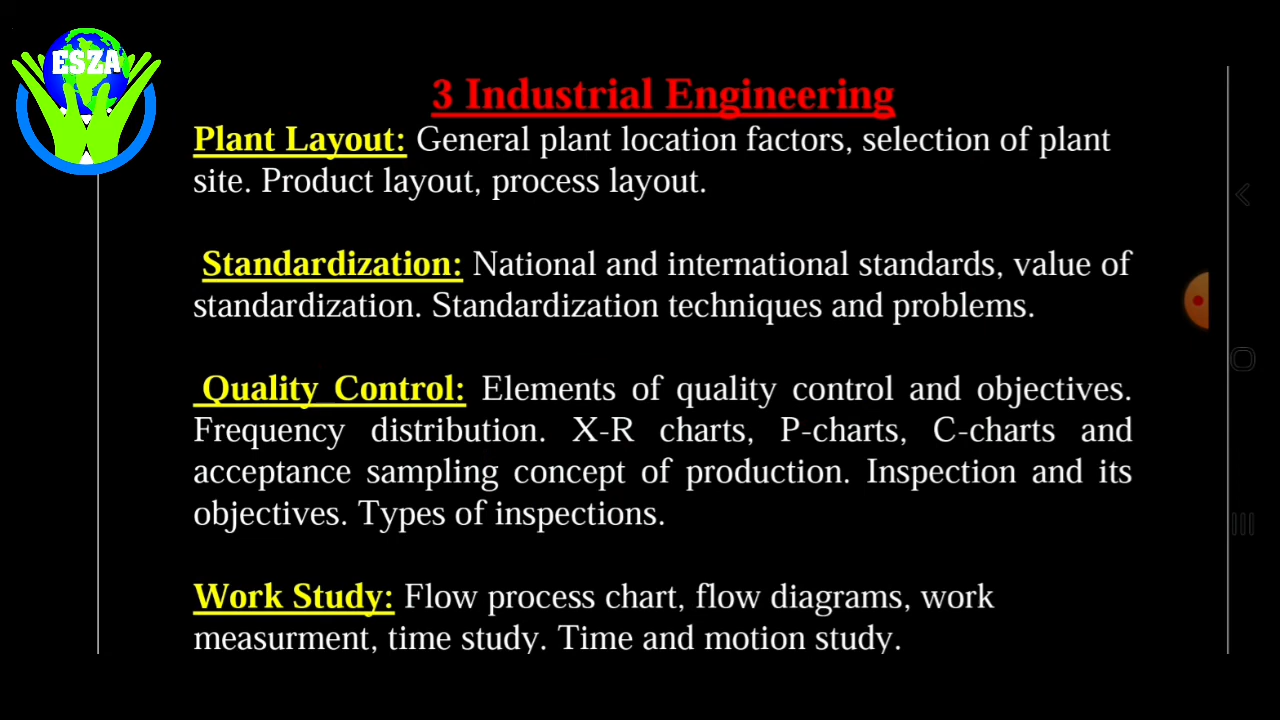 ESZA
3 Industrial Engineering
Plant Layout: General plant location factors, selection of plant
site. Product layout, process layout.
Standardization: National and international standards, value of
standardization. Standardization techniques and problems.
Quality Control: Elements of quality control and objectives.
Frequency distribution. X-R charts, P-charts, C-charts and
acceptance sampling concept of production. Inspection and its
objectives. Types of inspections.
Work Study: Flow process chart, flow diagrams, work
measurment, time study. Time and motion study.